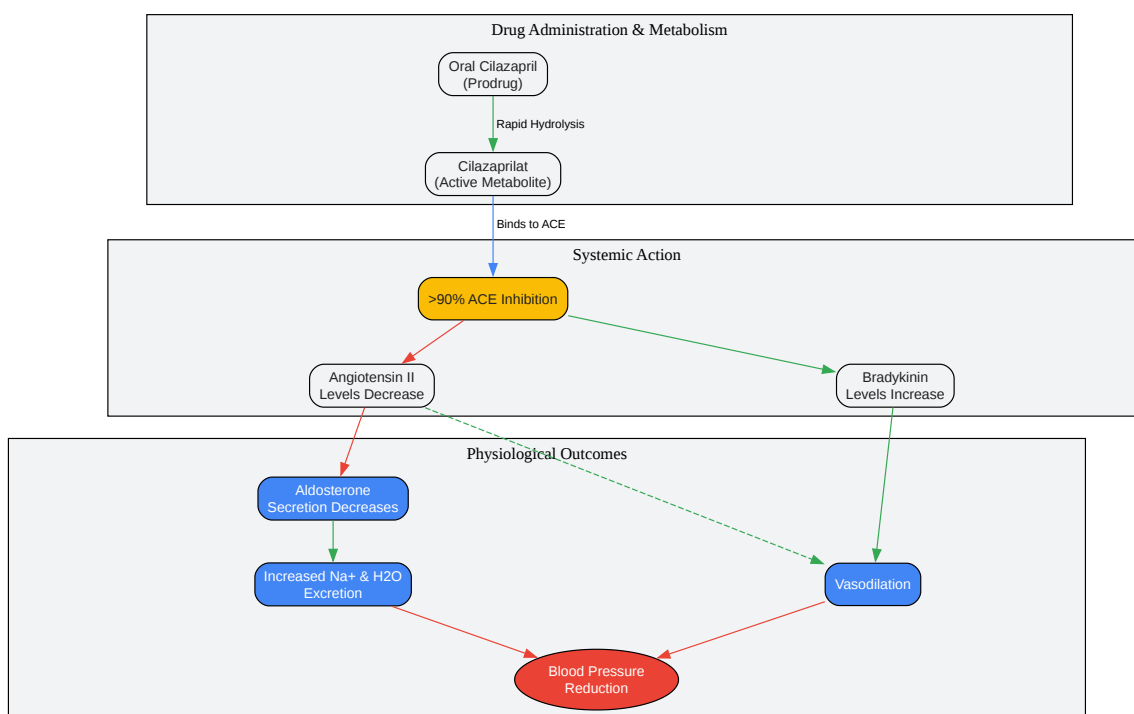 Drug Administration & Metabolism
Oral Cilazapril
(Prodrug)
Rapid Hydrolysis
Cilazaprilat
(Active Metabolite)
Binds to ACE
Systemic Action
>90% ACE Inhibition
Angiotensin II
Levels Decrease
Bradykinin
Levels Increase
Physiological Outcomes
Aldosterone
Secretion Decreases
Increased Na+ & H2O
Excretion
Vasodilation
Blood Pressure
Reduction